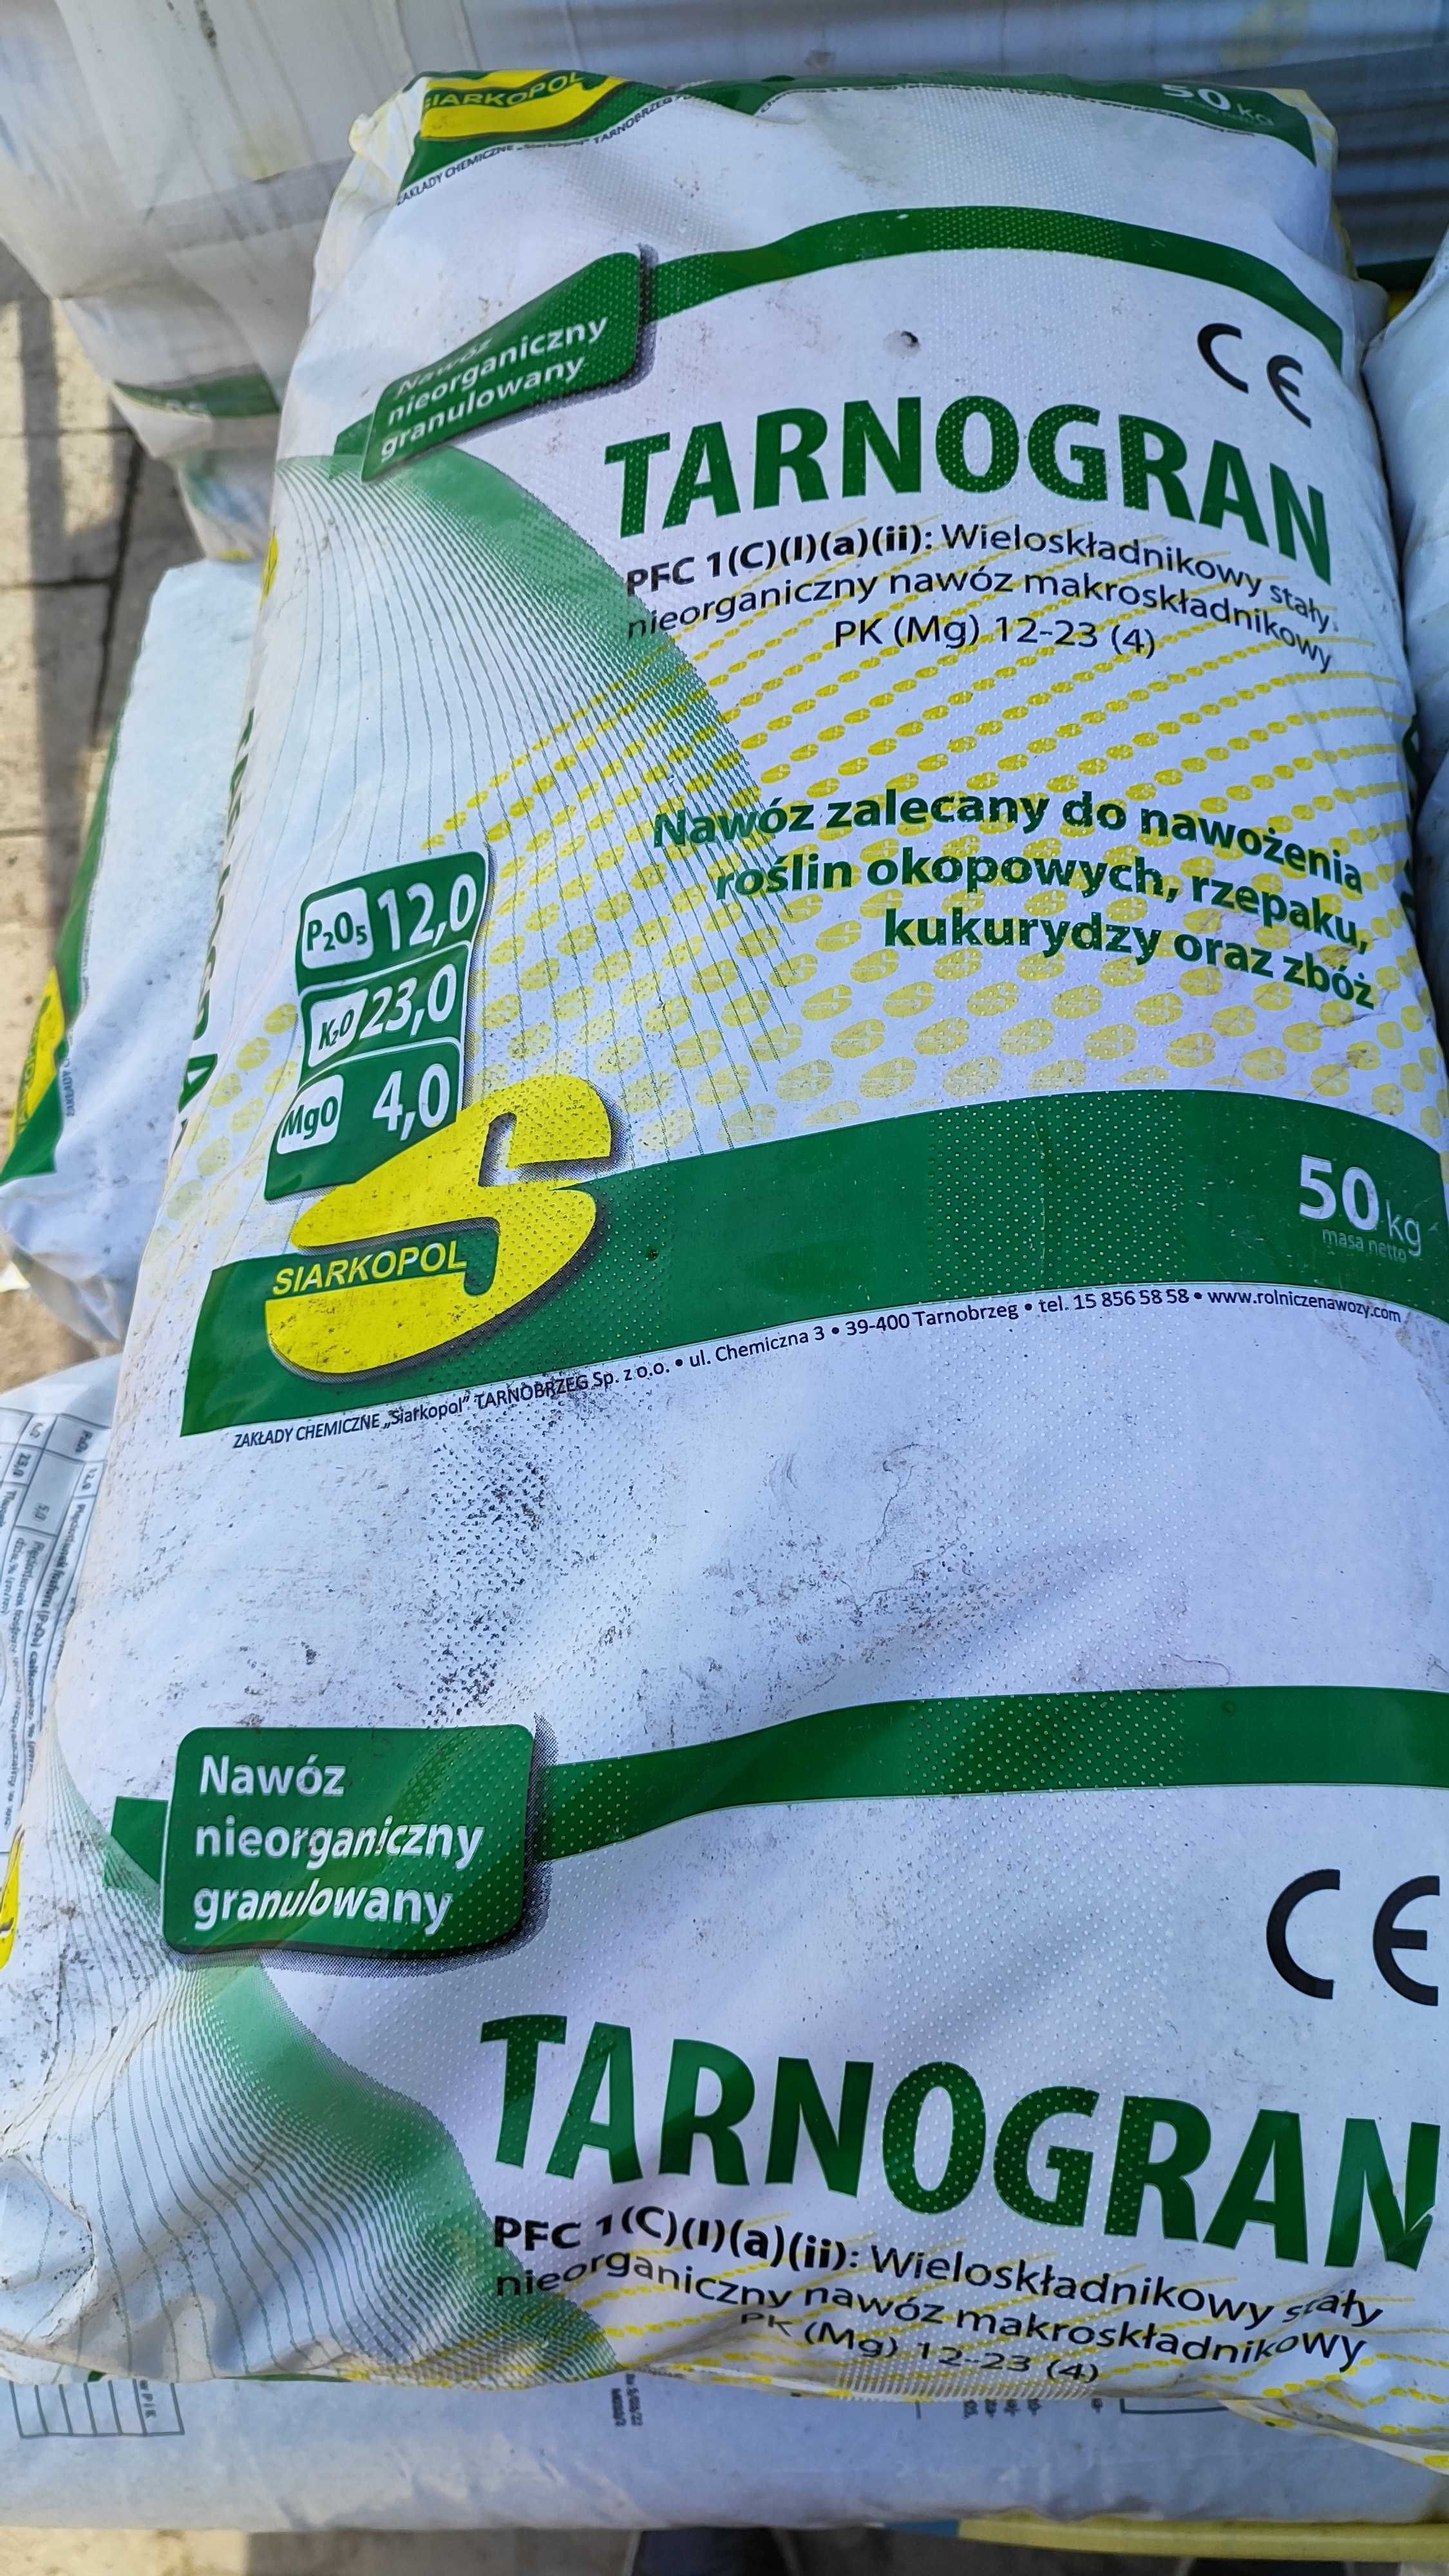 SIARKOPOL
50 kg
ZAKŁADY CHEMICZNE „Siarkopol" TARNOBRZEG
Nawóz
nieorganiczny
granulowany
CE
TARNOGRAN
PFC 1(C)(I)(a)(ii): Wieloskładnikowy stały
nieorganiczny nawóz makroskładnikowy
PK (Mg) 12-23 (4)
Nawóz zalecany do nawożenia
roślin okopowych, rzepaku,
kukurydzy oraz zbóż
P₂O₅ 12,0
K₂O 23,0
MgO 4,0
SIARKOPOL
50 kg
masa netto
ZAKŁADY CHEMICZNE „Siarkopol" TARNOBRZEG Sp. z o.o. • ul. Chemiczna 3 • 39-400 Tarnobrzeg • tel. 15 856 58 58 • www.rolniczenawozy.com
Nawóz
nieorganiczny
granulowany
CE
TARNOGRAN
PFC 1(C)(I)(a)(ii): Wieloskładnikowy stały
nieorganiczny nawóz makroskładnikowy
PK (Mg) 12-23 (4)